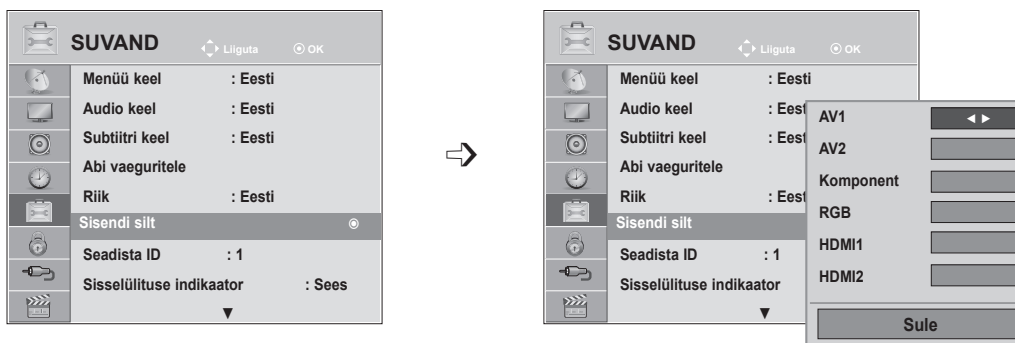 SUVAND Liiguta OK
Menüü keel : Eesti
Audio keel : Eesti
Subtiitri keel : Eesti
Abi vaeguritele
Riik : Eesti
Sisendi silt
Seadista ID : 1
Sisselülituse indikaator : Sees
SUVAND Liiguta OK
Menüü keel : Eesti
Audio keel : Eesti
Subtiitri keel : Eesti
Abi vaeguritele
Riik : Eest
Sisendi silt
Seadista ID : 1
Sisselülituse indikaator
AV1
AV2
Komponent
RGB
HDMI1
HDMI2
Sule